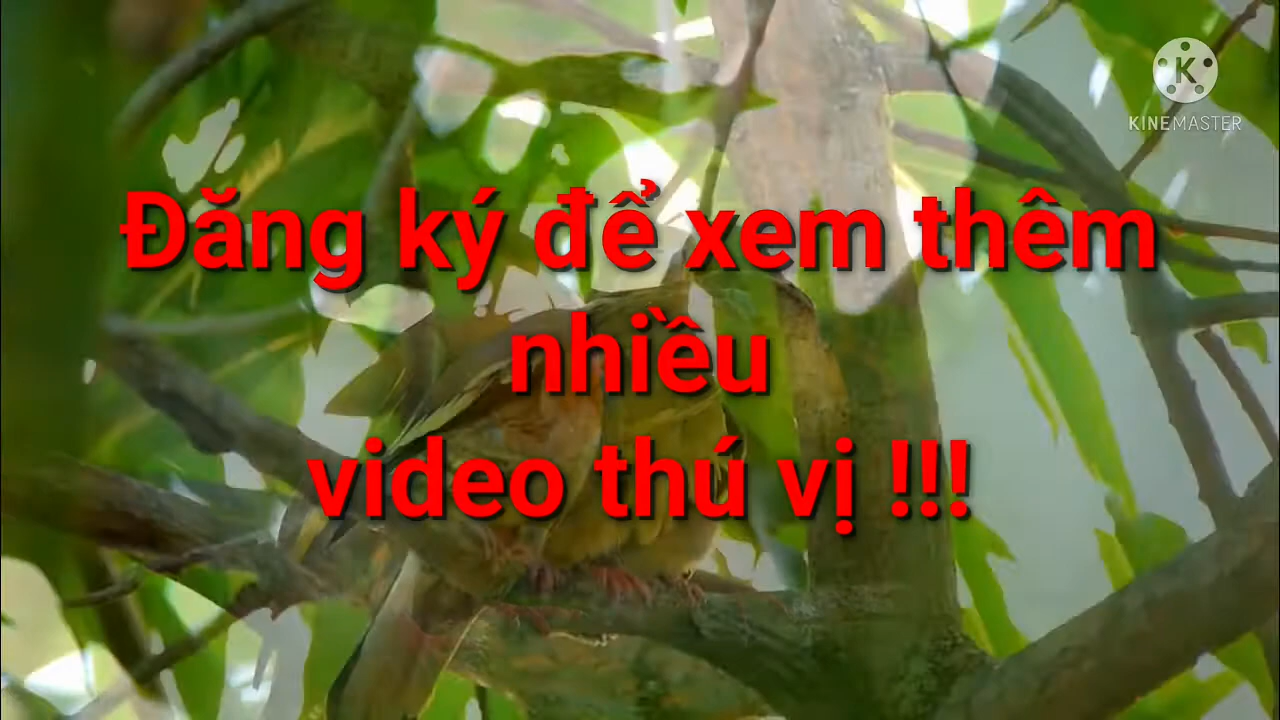 KINEMASTER
Đăng ký để xem thêm
nhiều
video thú vị !!!